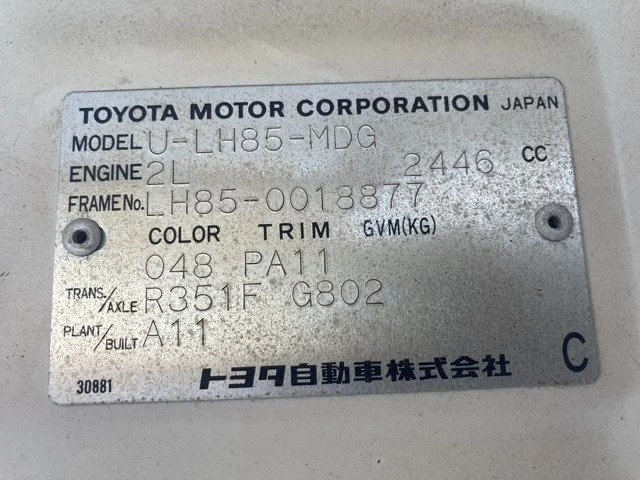 TOYOTA MOTOR CORPORATION JAPAN
MODEL U-LH85-MDG
ENGINE 2L 2446 CC
FRAME No. LH85-0018877
COLOR TRIM GVM(KG)
048 PA11
TRANS./AXLE R351F G802
PLANT/BUILT A11
30881 トヨタ自動車株式会社 C